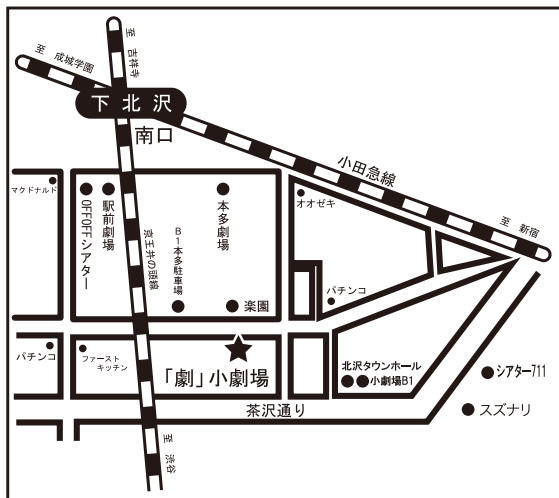 至 吉祥寺
至 成城学園
下北沢
南口
小田急線
至 新宿
マクドナルド
OFFOFFシアター
駅前劇場
京王井の頭線
B1本多駐車場
本多劇場
オオゼキ
パチンコ
楽園
パチンコ
ファースト
キッチン
「劇」小劇場
北沢タウンホール
小劇場B1
シアター711
スズナリ
茶沢通り
至 渋谷